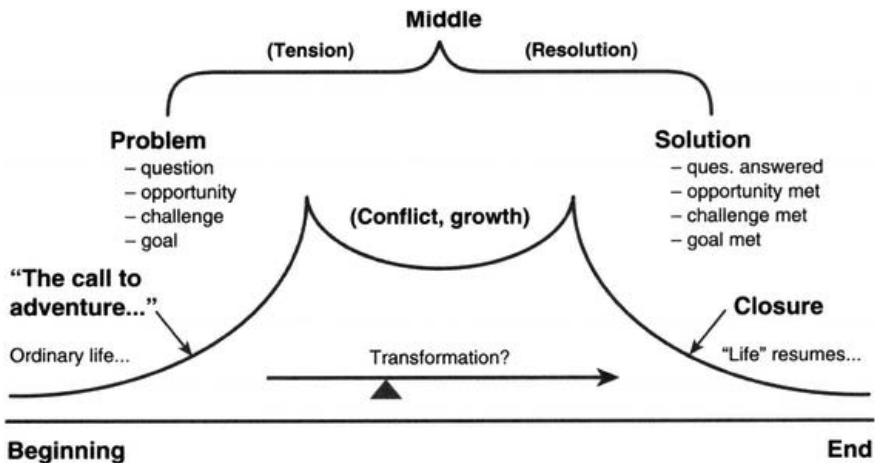 Middle
(Tension)
(Resolution)
Problem
– question
– opportunity
– challenge
– goal
Solution
– ques. answered
– opportunity met
– challenge met
– goal met
(Conflict, growth)
“The call to
adventure...”
Closure
Ordinary life...
Transformation?
“Life” resumes...
Beginning
End